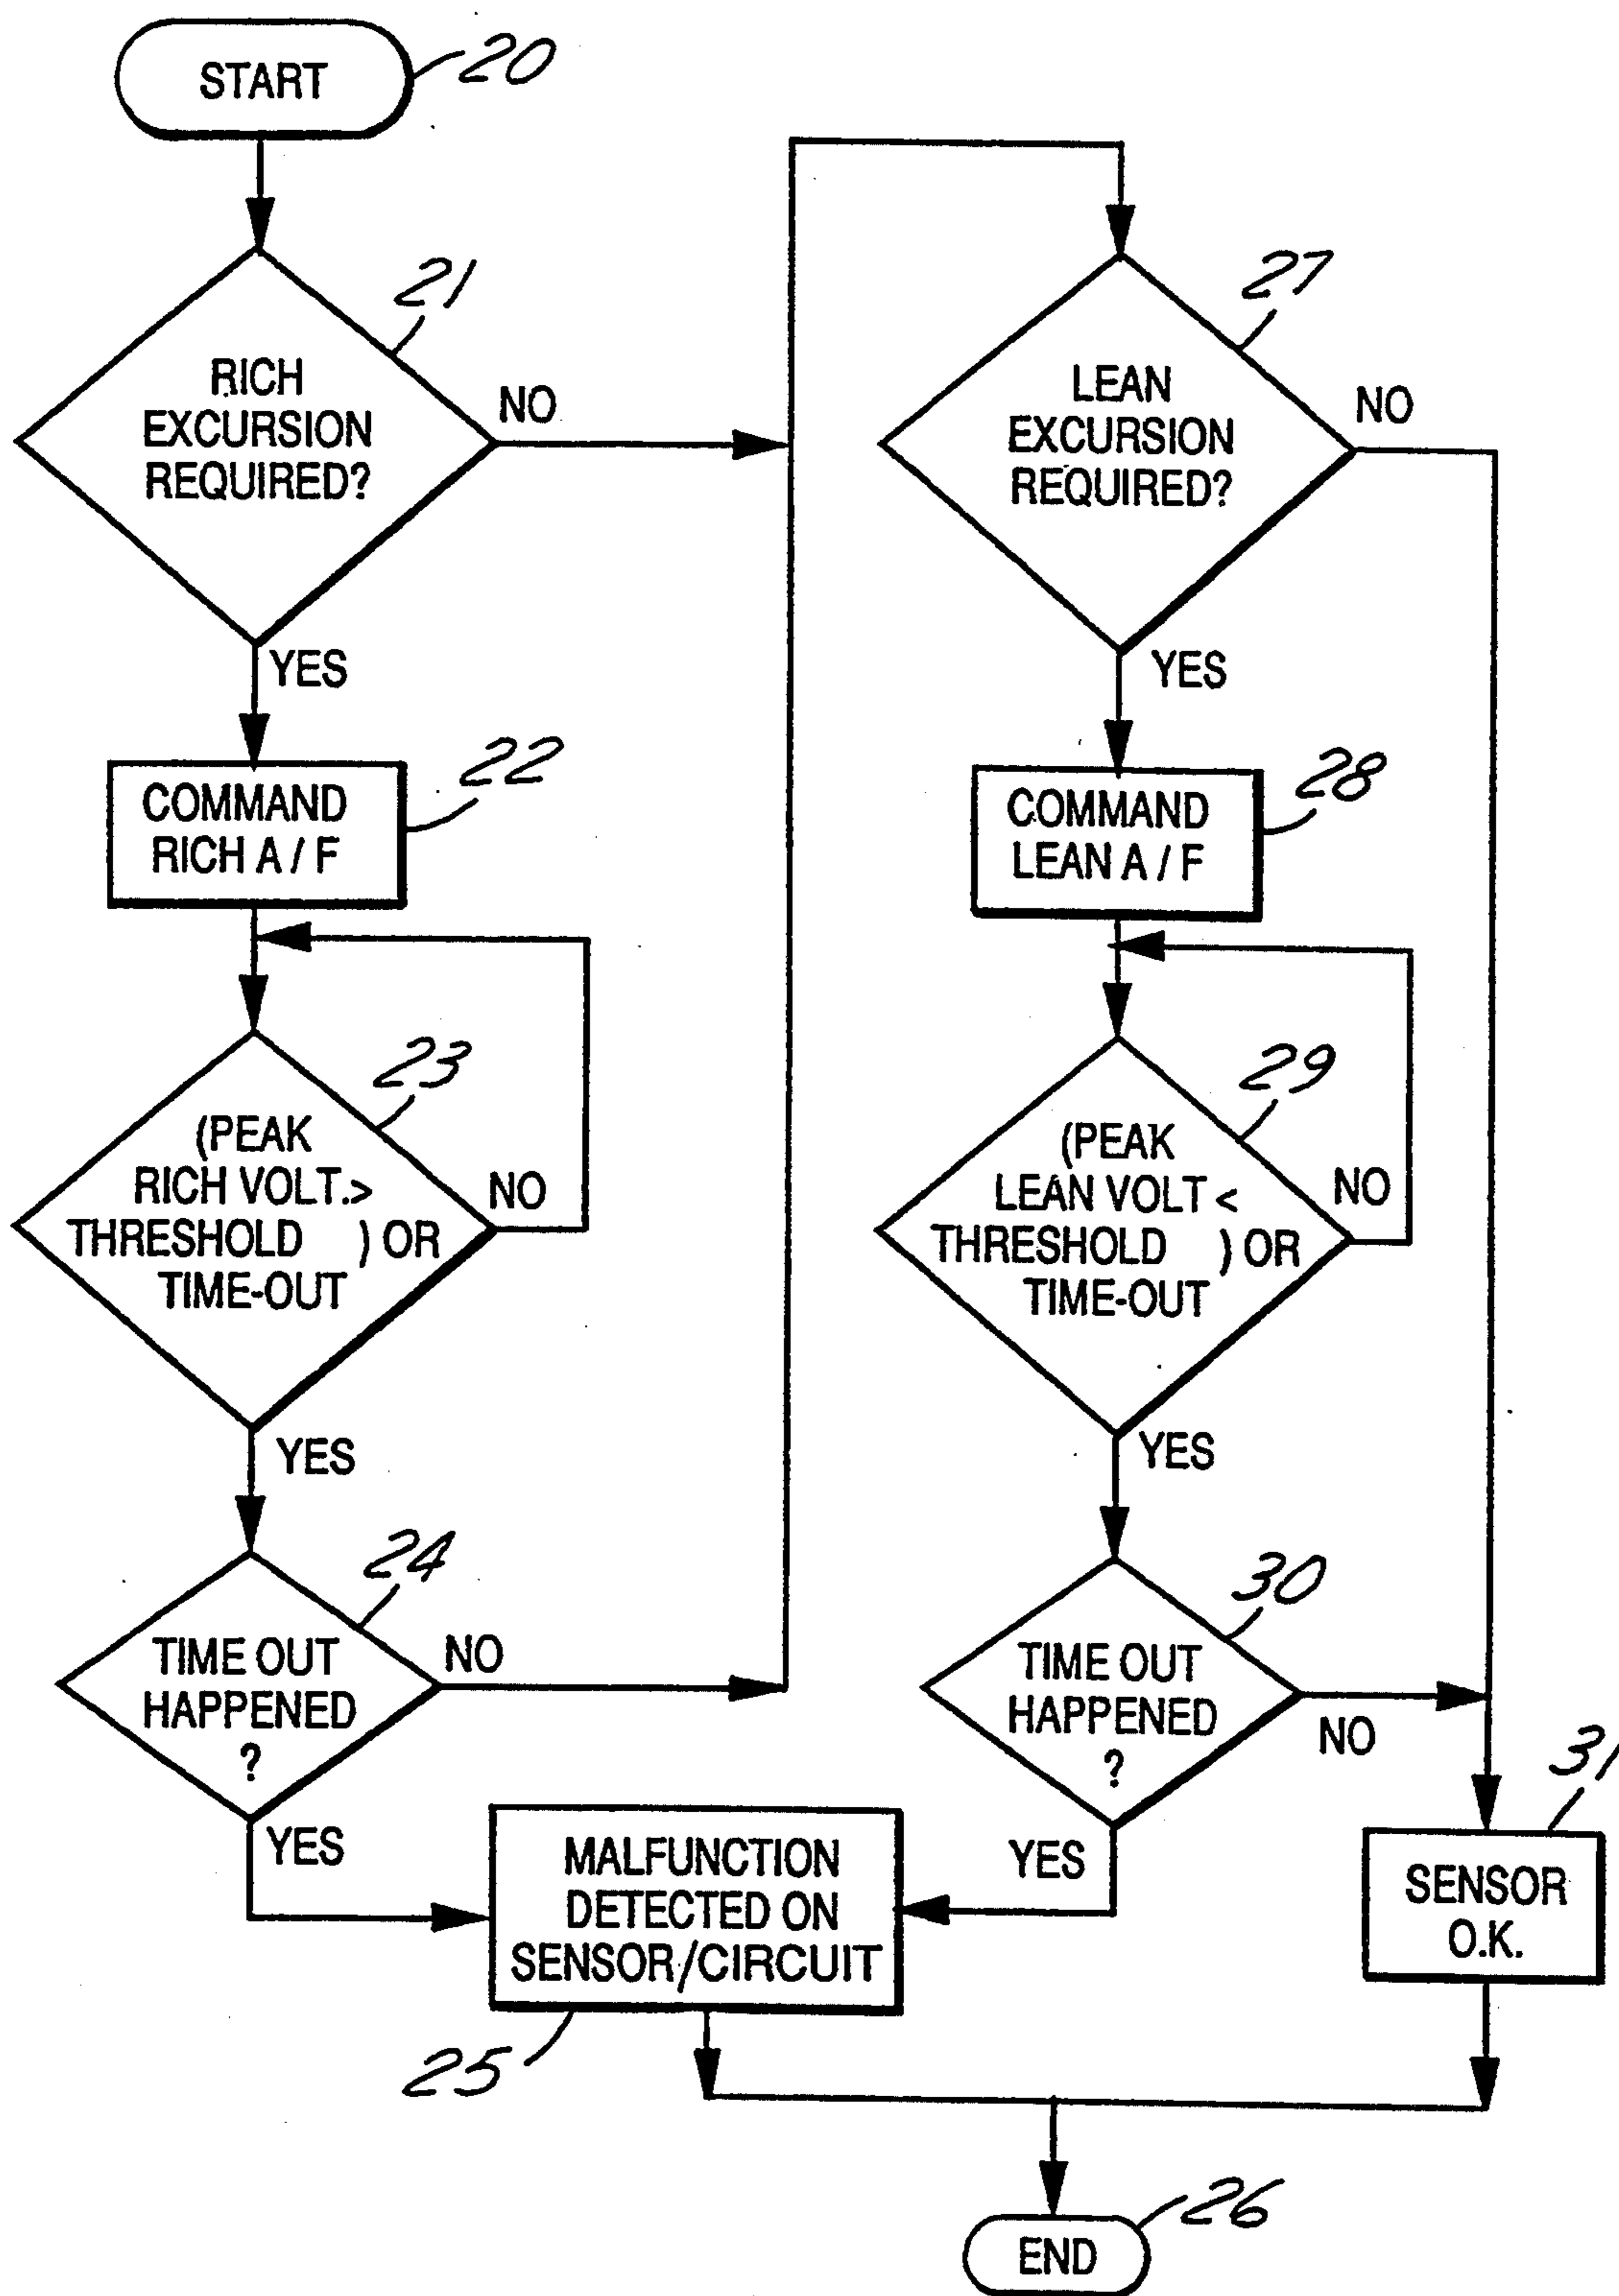 START
20
21
RICH
EXCURSION
REQUIRED?
NO
YES
22
COMMAND
RICH A / F
23
(PEAK
RICH VOLT.>
THRESHOLD ) OR
TIME-OUT
NO
YES
24
TIME OUT
HAPPENED
?
NO
YES
MALFUNCTION
DETECTED ON
SENSOR/CIRCUIT
25
27
LEAN
EXCURSION
REQUIRED?
NO
YES
28
COMMAND
LEAN A / F
29
(PEAK
LEAN VOLT <
THRESHOLD ) OR
TIME-OUT
NO
YES
30
TIME OUT
HAPPENED
?
NO
YES
31
SENSOR
O.K.
26
END